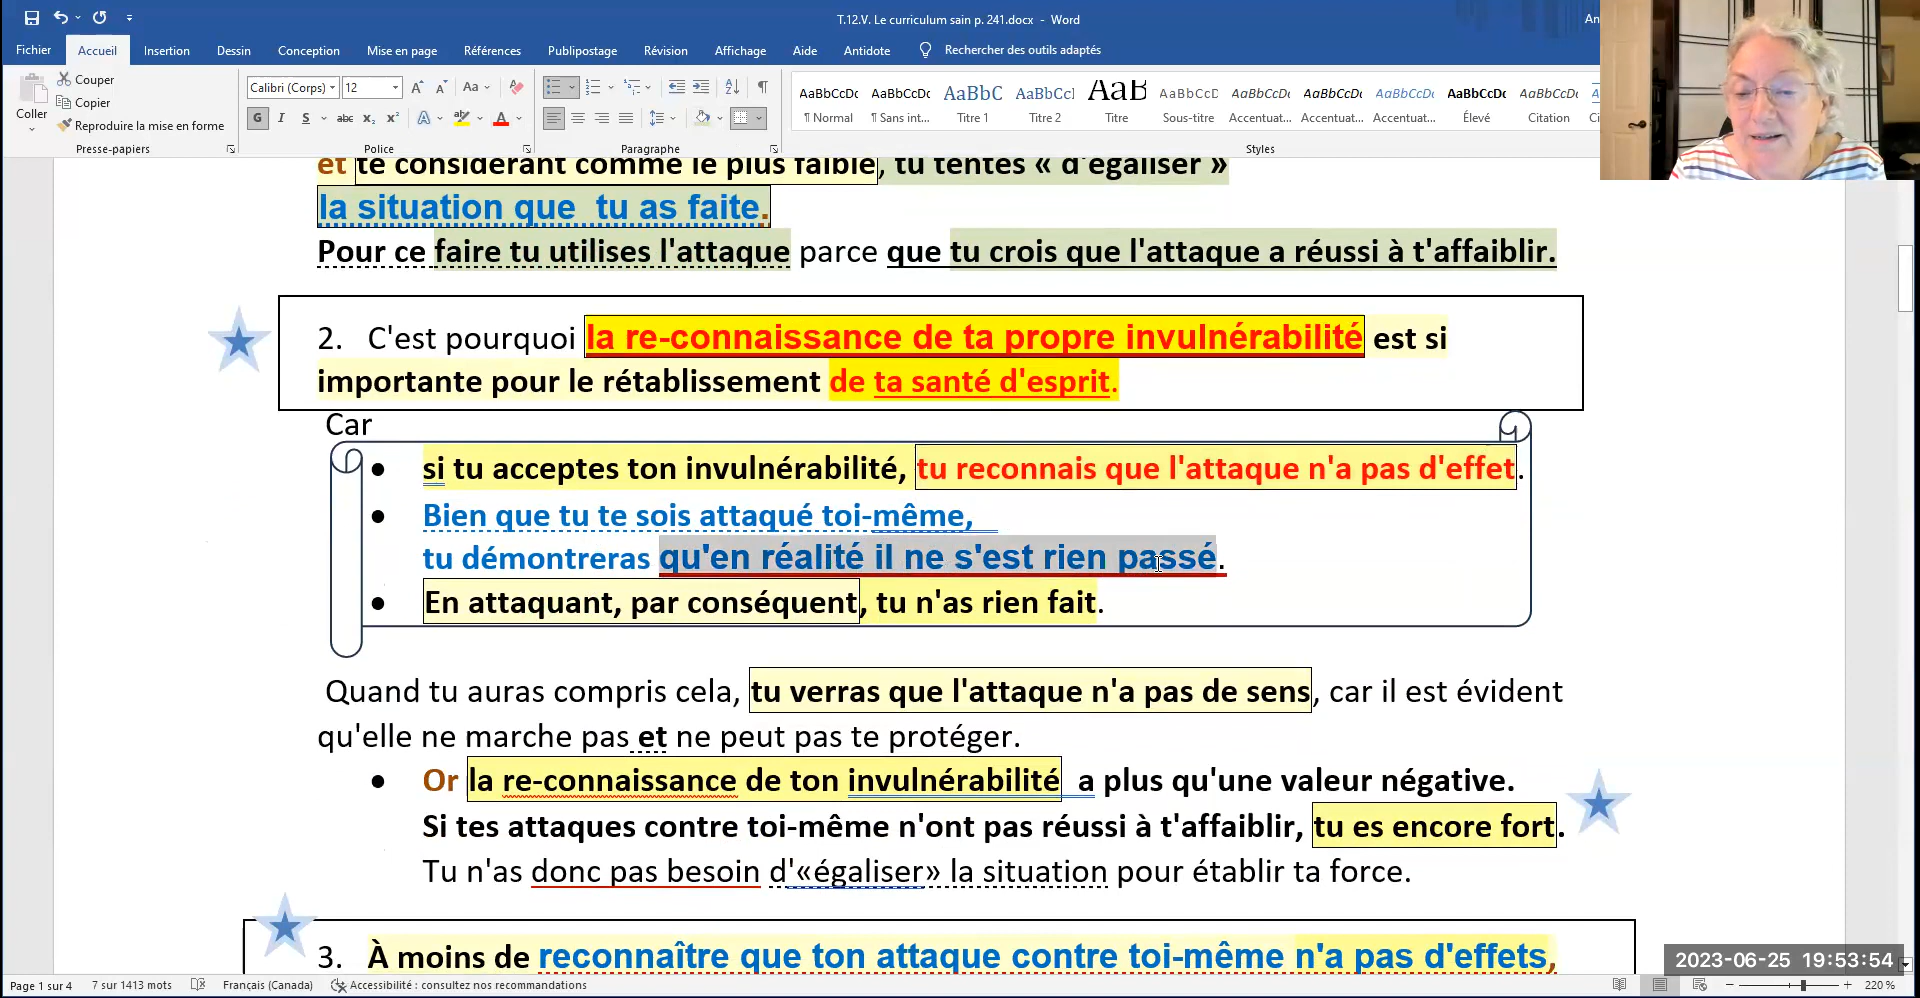 T.12.V. Le curriculum sain p. 241.docx - Word
An
Fichier Accueil Insertion Dessin Conception Mise en page Références Publipostage Révision Affichage Aide Antidote Rechercher des outils adaptés
Couper
Copier
Reproduire la mise en forme
Coller
Presse-papiers
Calibri (Corps) 12
Police
Paragraphe
AaBbCcDc AaBbCcDc AaBbC AaBbCcI AaB AaBbCcD AaBbCcDt AaBbCcDt AaBbCcDt AaBbCcDc AaBbCcDt
¶ Normal ¶ Sans int... Titre 1 Titre 2 Titre Sous-titre Accentuat... Accentuat... Accentuat... Élevé Citation
Styles
et te considérant comme le plus faible, tu tentes « d'égaliser »
la situation que tu as faite.
Pour ce faire tu utilises l'attaque parce que tu crois que l'attaque a réussi à t'affaiblir.
2. C'est pourquoi la re-connaissance de ta propre invulnérabilité est si
importante pour le rétablissement de ta santé d'esprit.
Car
• si tu acceptes ton invulnérabilité, tu reconnais que l'attaque n'a pas d'effet.
• Bien que tu te sois attaqué toi-même,
tu démontreras qu'en réalité il ne s'est rien passé.
• En attaquant, par conséquent, tu n'as rien fait.
Quand tu auras compris cela, tu verras que l'attaque n'a pas de sens, car il est évident
qu'elle ne marche pas et ne peut pas te protéger.
• Or la re-connaissance de ton invulnérabilité a plus qu'une valeur négative.
Si tes attaques contre toi-même n'ont pas réussi à t'affaiblir, tu es encore fort.
Tu n'as donc pas besoin d'«égaliser» la situation pour établir ta force.
3. À moins de reconnaître que ton attaque contre toi-même n'a pas d'effets,
2023-06-25 19:53:54
Page 1 sur 4 7 sur 1413 mots Français (Canada) Accessibilité : consultez nos recommandations 220 %